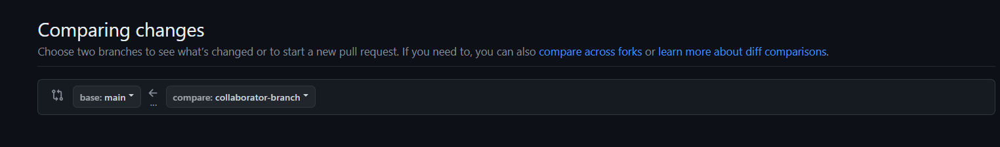 Comparing changes
Choose two branches to see what's changed or to start a new pull request. If you need to, you can also compare across forks or learn more about diff comparisons.
base: main ← compare: collaborator-branch
...